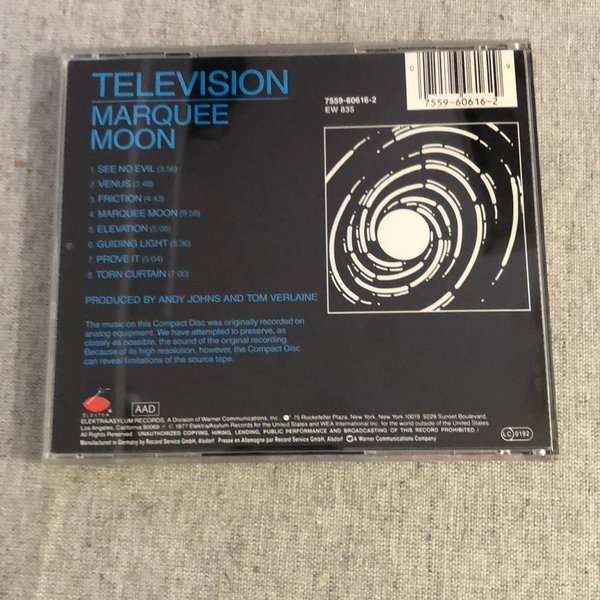 TELEVISION
MARQUEE
MOON
1 SEE NO EVIL (3:56)
2 VENUS (3:48)
3 FRICTION (4:43)
4 MARQUEE MOON (9:58)
5 ELEVATION (5:08)
6 GUIDING LIGHT (5:36)
7 PROVE IT (5:04)
8 TORN CURTAIN (7:00)
PRODUCED BY ANDY JOHNS AND TOM VERLAINE
The music on this Compact Disc was originally recorded on
analog equipment. We have attempted to preserve, as
closely as possible, the sound of the original recording.
Because of its high resolution, however, the Compact Disc
can reveal limitations of the source tape.
7559-60616-2
EW 835
0
9
7559-60616-2
ELEKTRA
AAD
ELEKTRA/ASYLUM RECORDS, A Division of Warner Communications, Inc., 75 Rockefeller Plaza, New York, New York 10019. 9229 Sunset Boulevard,
Los Angeles, California 90069. ℗ © 1977 Elektra/Asylum Records for the United States and WEA International Inc. for the world outside of the United States.
All Rights Reserved. UNAUTHORIZED COPYING, HIRING, LENDING, PUBLIC PERFORMANCE AND BROADCASTING OF THIS RECORD PROHIBITED!
Manufactured in Germany by Record Service GmbH, Alsdorf. Presse en Allemagne par Record Service GmbH, Alsdorf. A Warner Communications Company
LC 0192